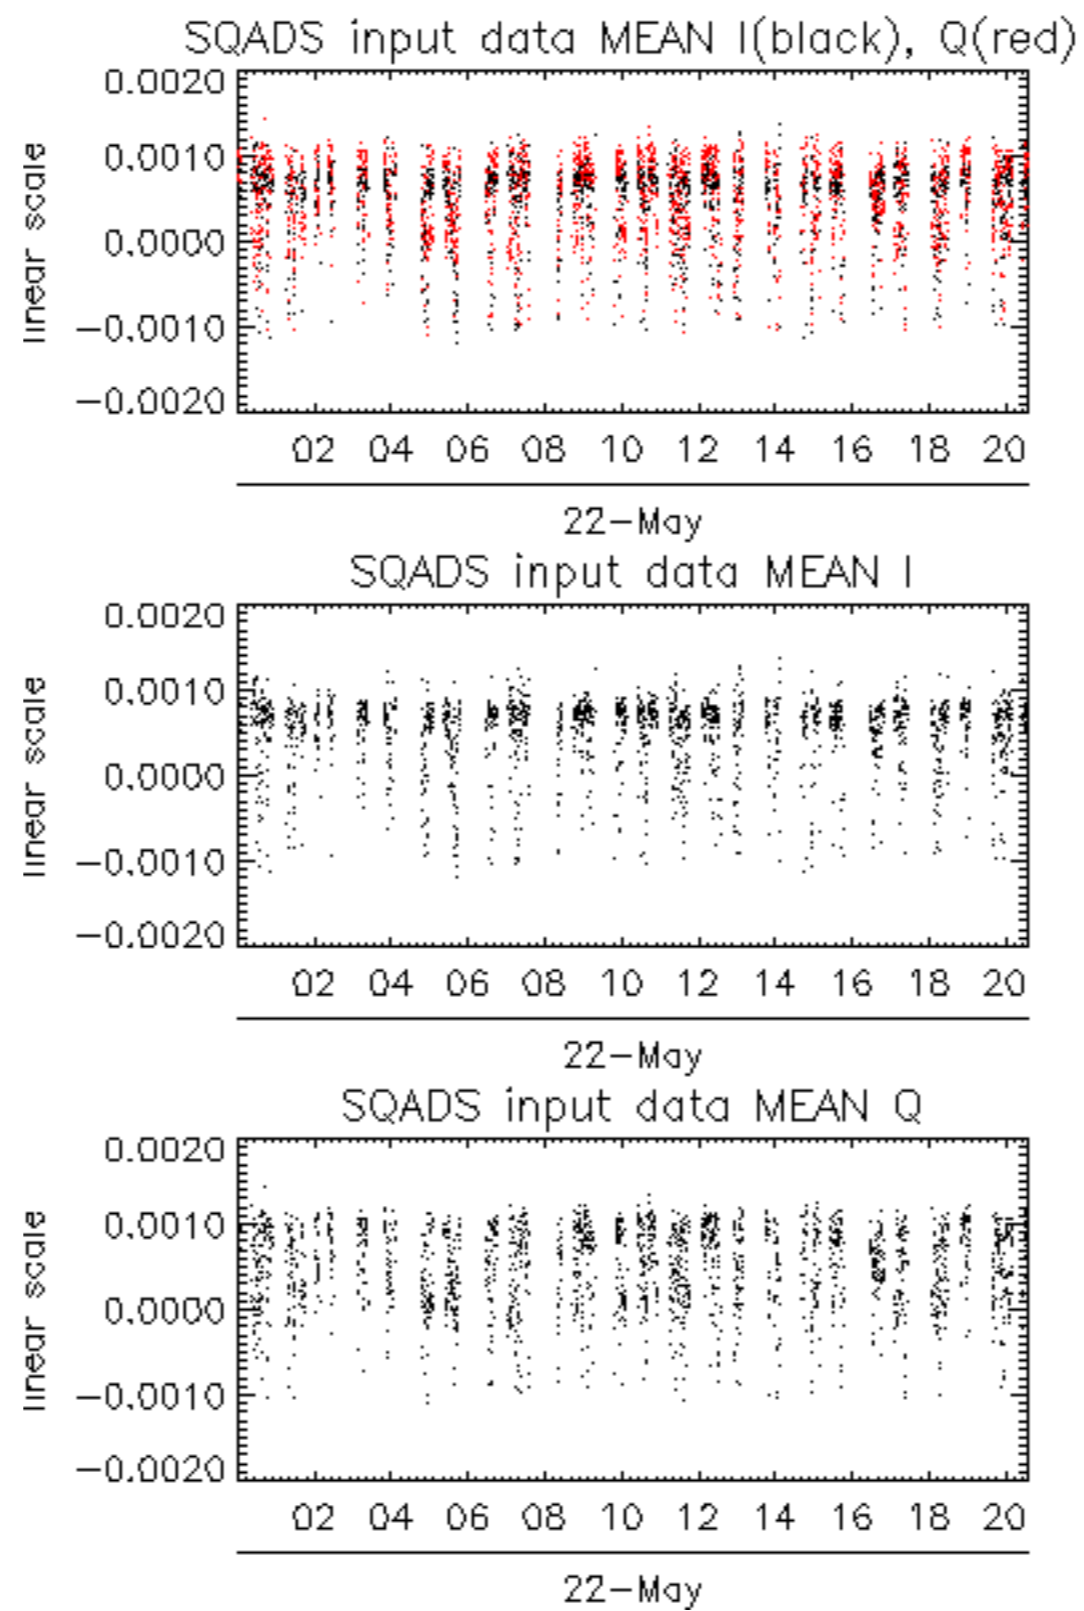 SQADS input data MEAN I(black), Q(red)
0.0020
0.0010
0.0000
−0.0010
−0.0020
linear scale
02 04 06 08 10 12 14 16 18 20
22−May
SQADS input data MEAN I
0.0020
0.0010
0.0000
−0.0010
−0.0020
linear scale
02 04 06 08 10 12 14 16 18 20
22−May
SQADS input data MEAN Q
0.0020
0.0010
0.0000
−0.0010
−0.0020
linear scale
02 04 06 08 10 12 14 16 18 20
22−May